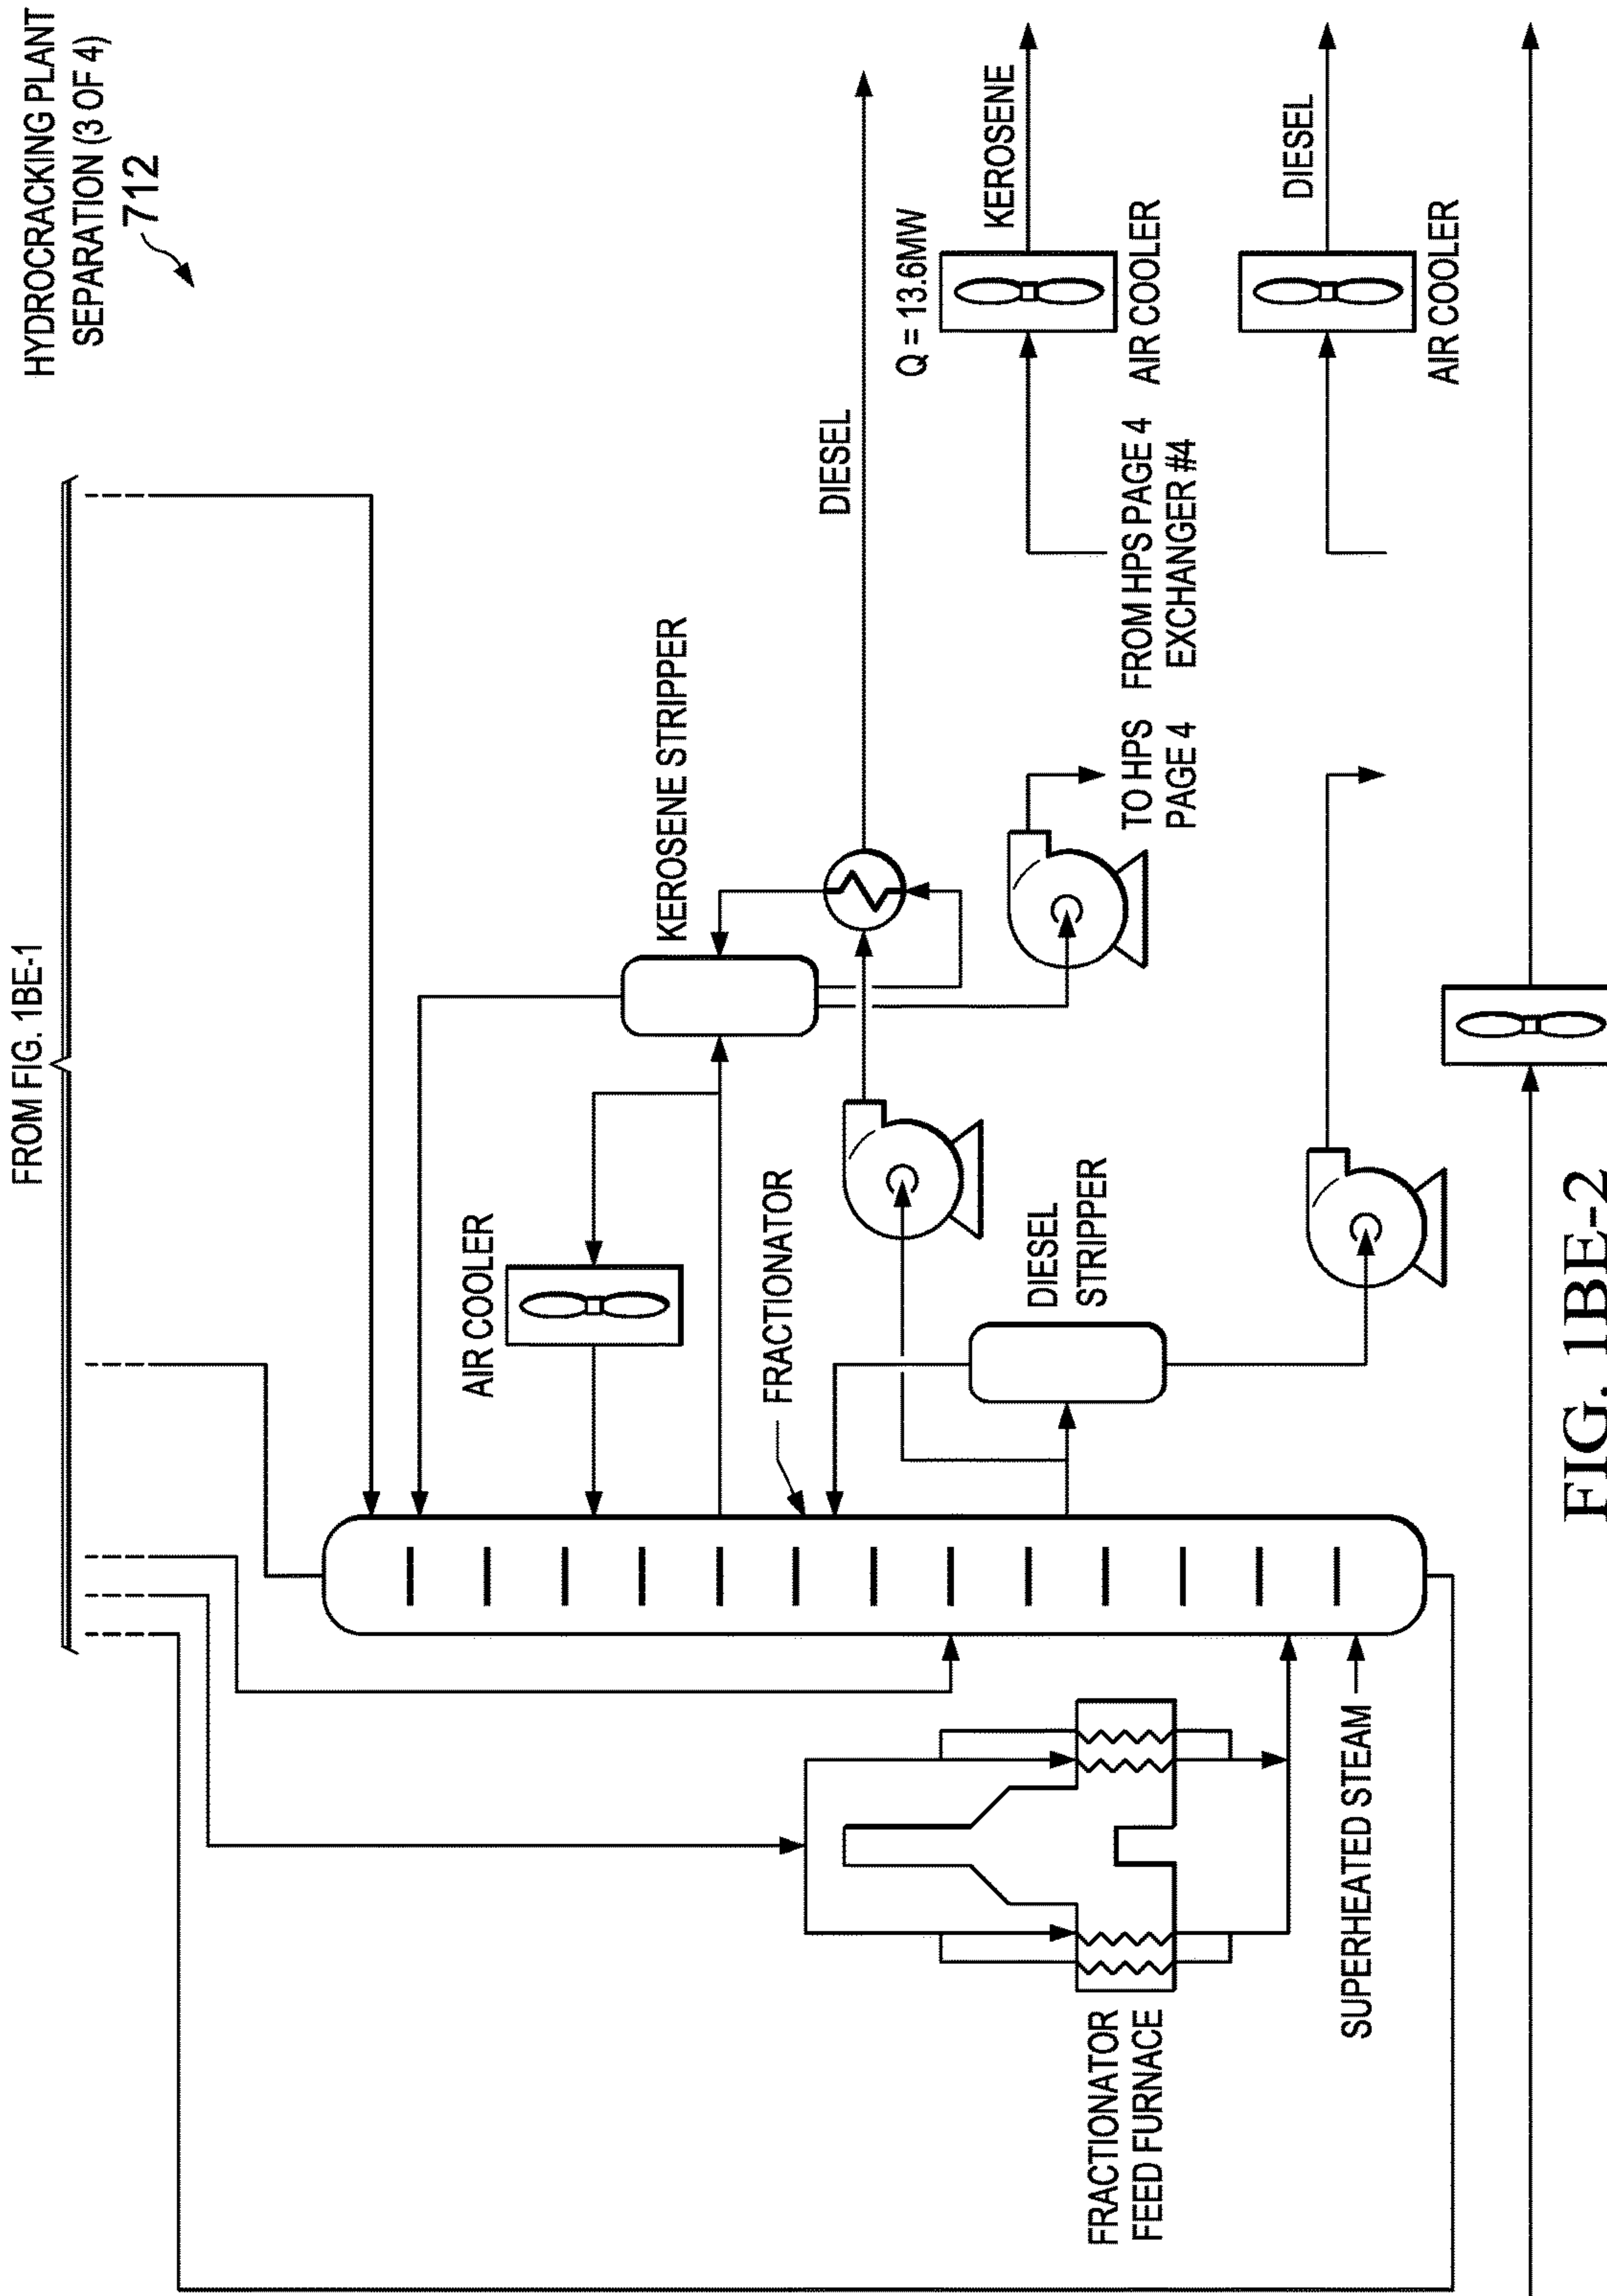 HYDROCRACKING PLANT
SEPARATION (3 OF 4)
712
FROM FIG. 1BE-1
AIR COOLER
KEROSENE STRIPPER
FRACTIONATOR
DIESEL
Q = 13.6MW
KEROSENE
AIR COOLER
DIESEL
STRIPPER
TO HPS
PAGE 4
FROM HPS PAGE 4
EXCHANGER #4
DIESEL
AIR COOLER
FRACTIONATOR
FEED FURNACE
SUPERHEATED STEAM
FIG. 1BE-2